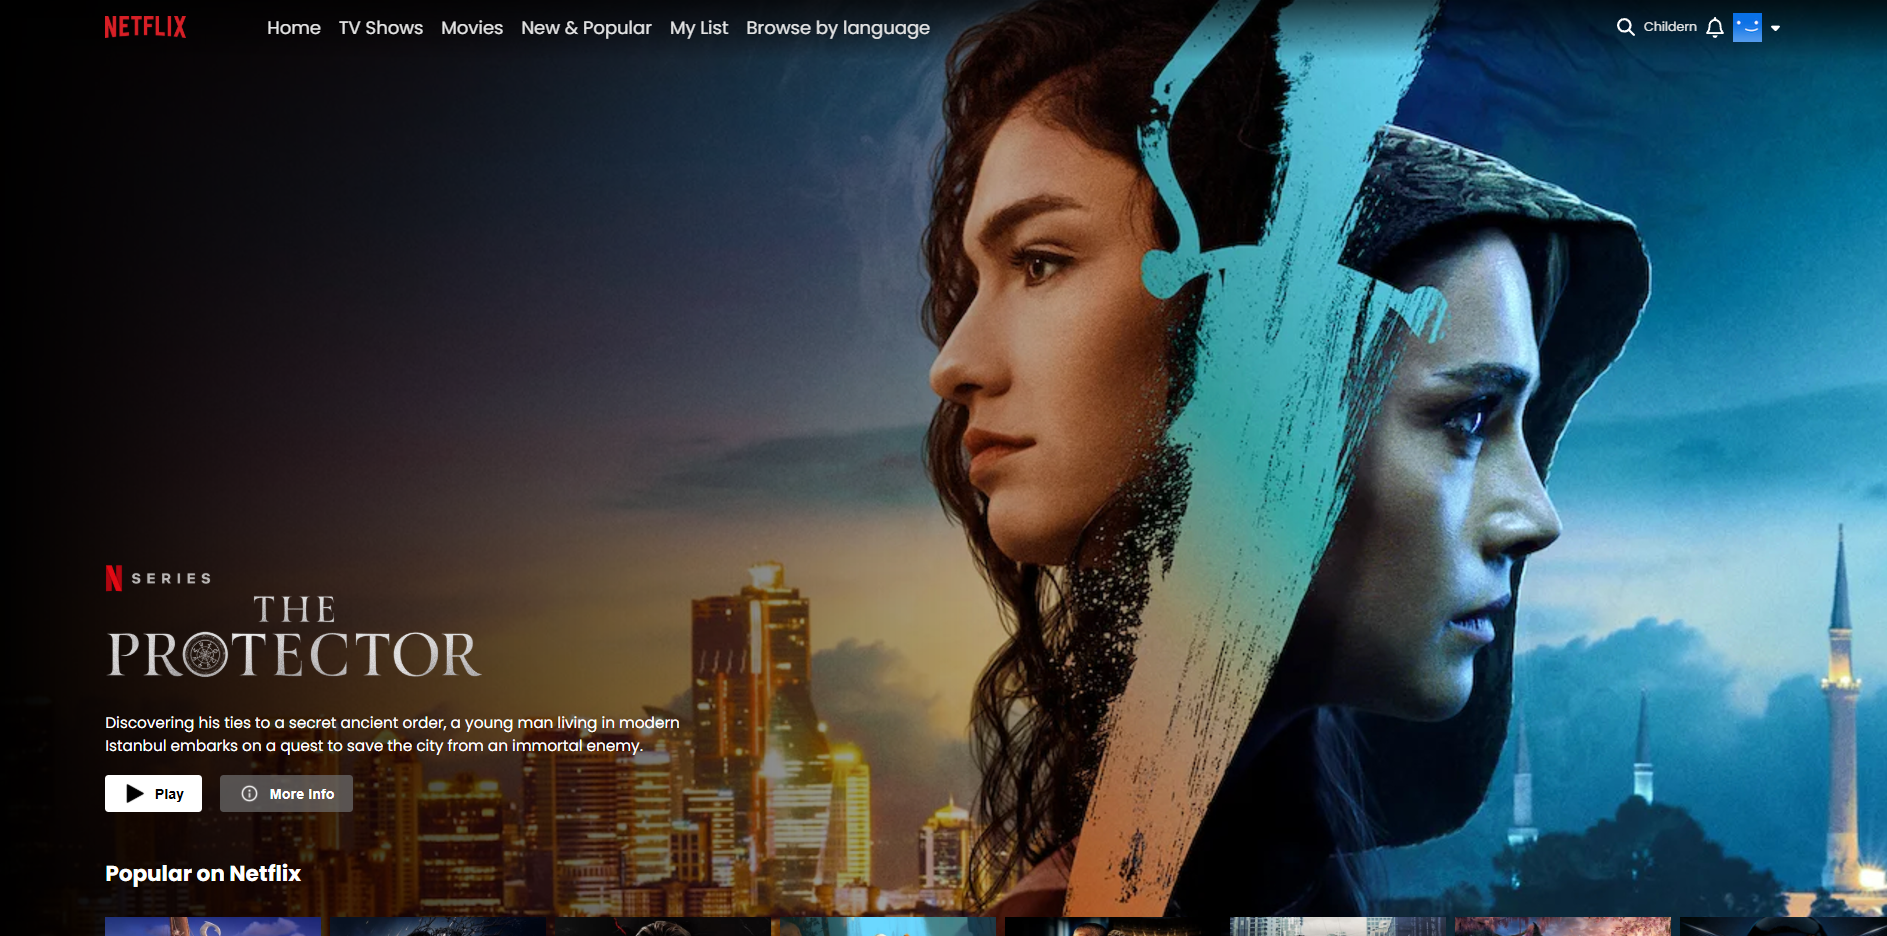 NETFLIX
Home TV Shows Movies New & Popular My List Browse by language
Childern
N SERIES
THE
PROTECTOR
Discovering his ties to a secret ancient order, a young man living in modern
Istanbul embarks on a quest to save the city from an immortal enemy.
Play More Info
Popular on Netflix